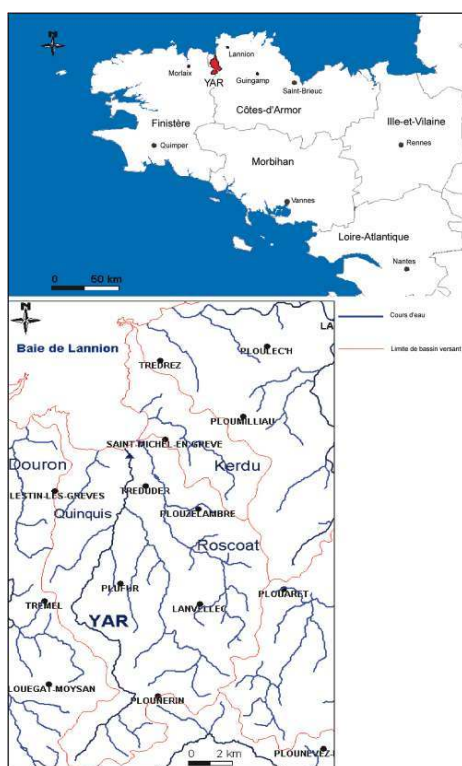 N
Lannion
Morlaix
YAR
Guingamp
Saint-Brieuc
Côtes-d'Armor
Ille-et-Vilaine
Finistère
Rennes
Quimper
Morbihan
Vannes
Loire-Atlantique
Nantes
0 50 km
N
LA
Cours d'eau
Baie de Lannion
PLOULEC'H
TREDREZ
Limite de bassin versant
PLOUMILLIAU
SAINT-MICHEL-EN-GREVE
Douron
Kerdu
LESTIN-LES-GREVES
TREDUDER
Quinquis
PLOUZELAMBRE
Roscoat
PLUFUR
PLOUARET
TREMEL
LANVELLEC
YAR
LOUEGAT-MOYSAN
PLOUNERIN
PLOUNEVEZ-
0 2 km